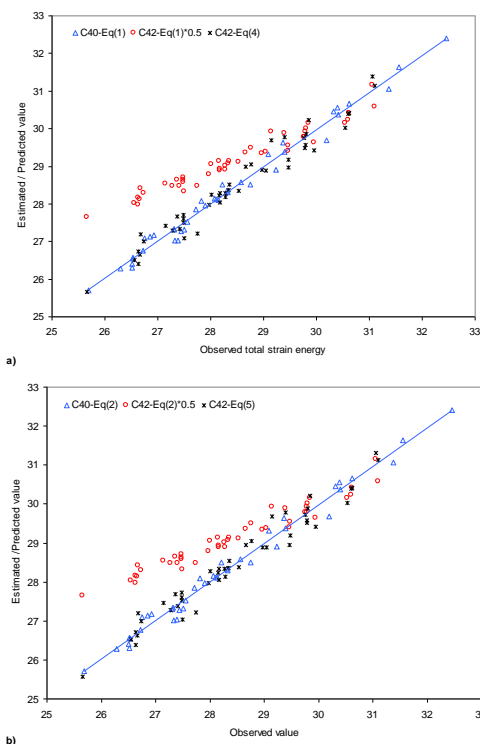 33
△ C40-Eq(1) ○ C42-Eq(1)*0.5 × C42-Eq(4)
32
31
30
29
28
27
26
25
25 26 27 28 29 30 31 32 33
Estimated / Predicted value
Observed total strain energy
a)
33
△ C40-Eq(2) ○ C42-Eq(2)*0.5 × C42-Eq(5)
32
31
30
29
28
27
26
25
25 26 27 28 29 30 31 32 33
Estimated /Predicted value
Observed value
b)